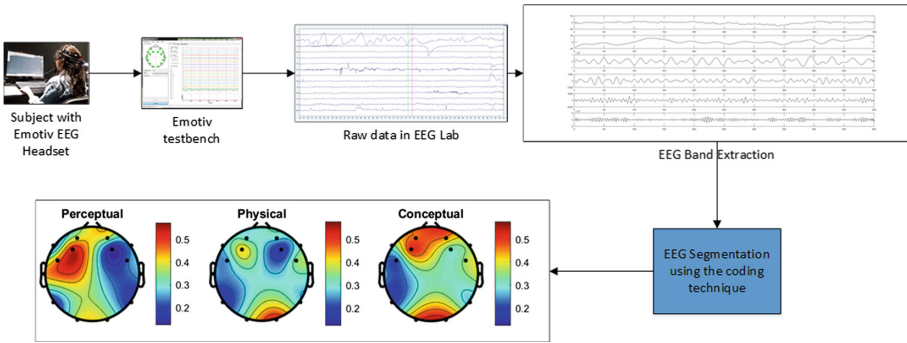 Subject with
Emotiv EEG
Headset
Emotiv
testbench
Raw data in EEG Lab
EEG Band Extraction
EEG Segmentation
using the coding
technique
Perceptual
0.5
0.4
0.3
0.2
Physical
0.5
0.4
0.3
0.2
Conceptual
0.5
0.4
0.3
0.2